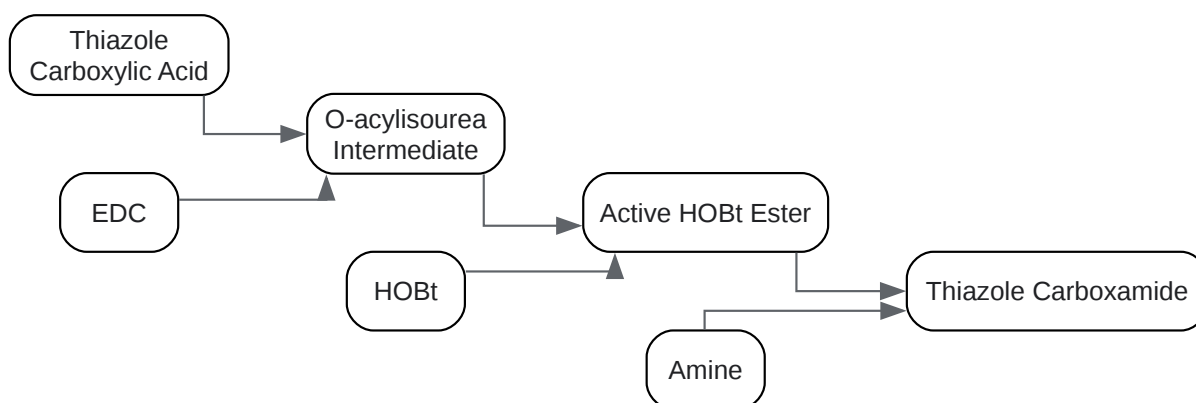 Thiazole
Carboxylic Acid
O-acylisourea
Intermediate
EDC
Active HOBt Ester
HOBt
Thiazole Carboxamide
Amine